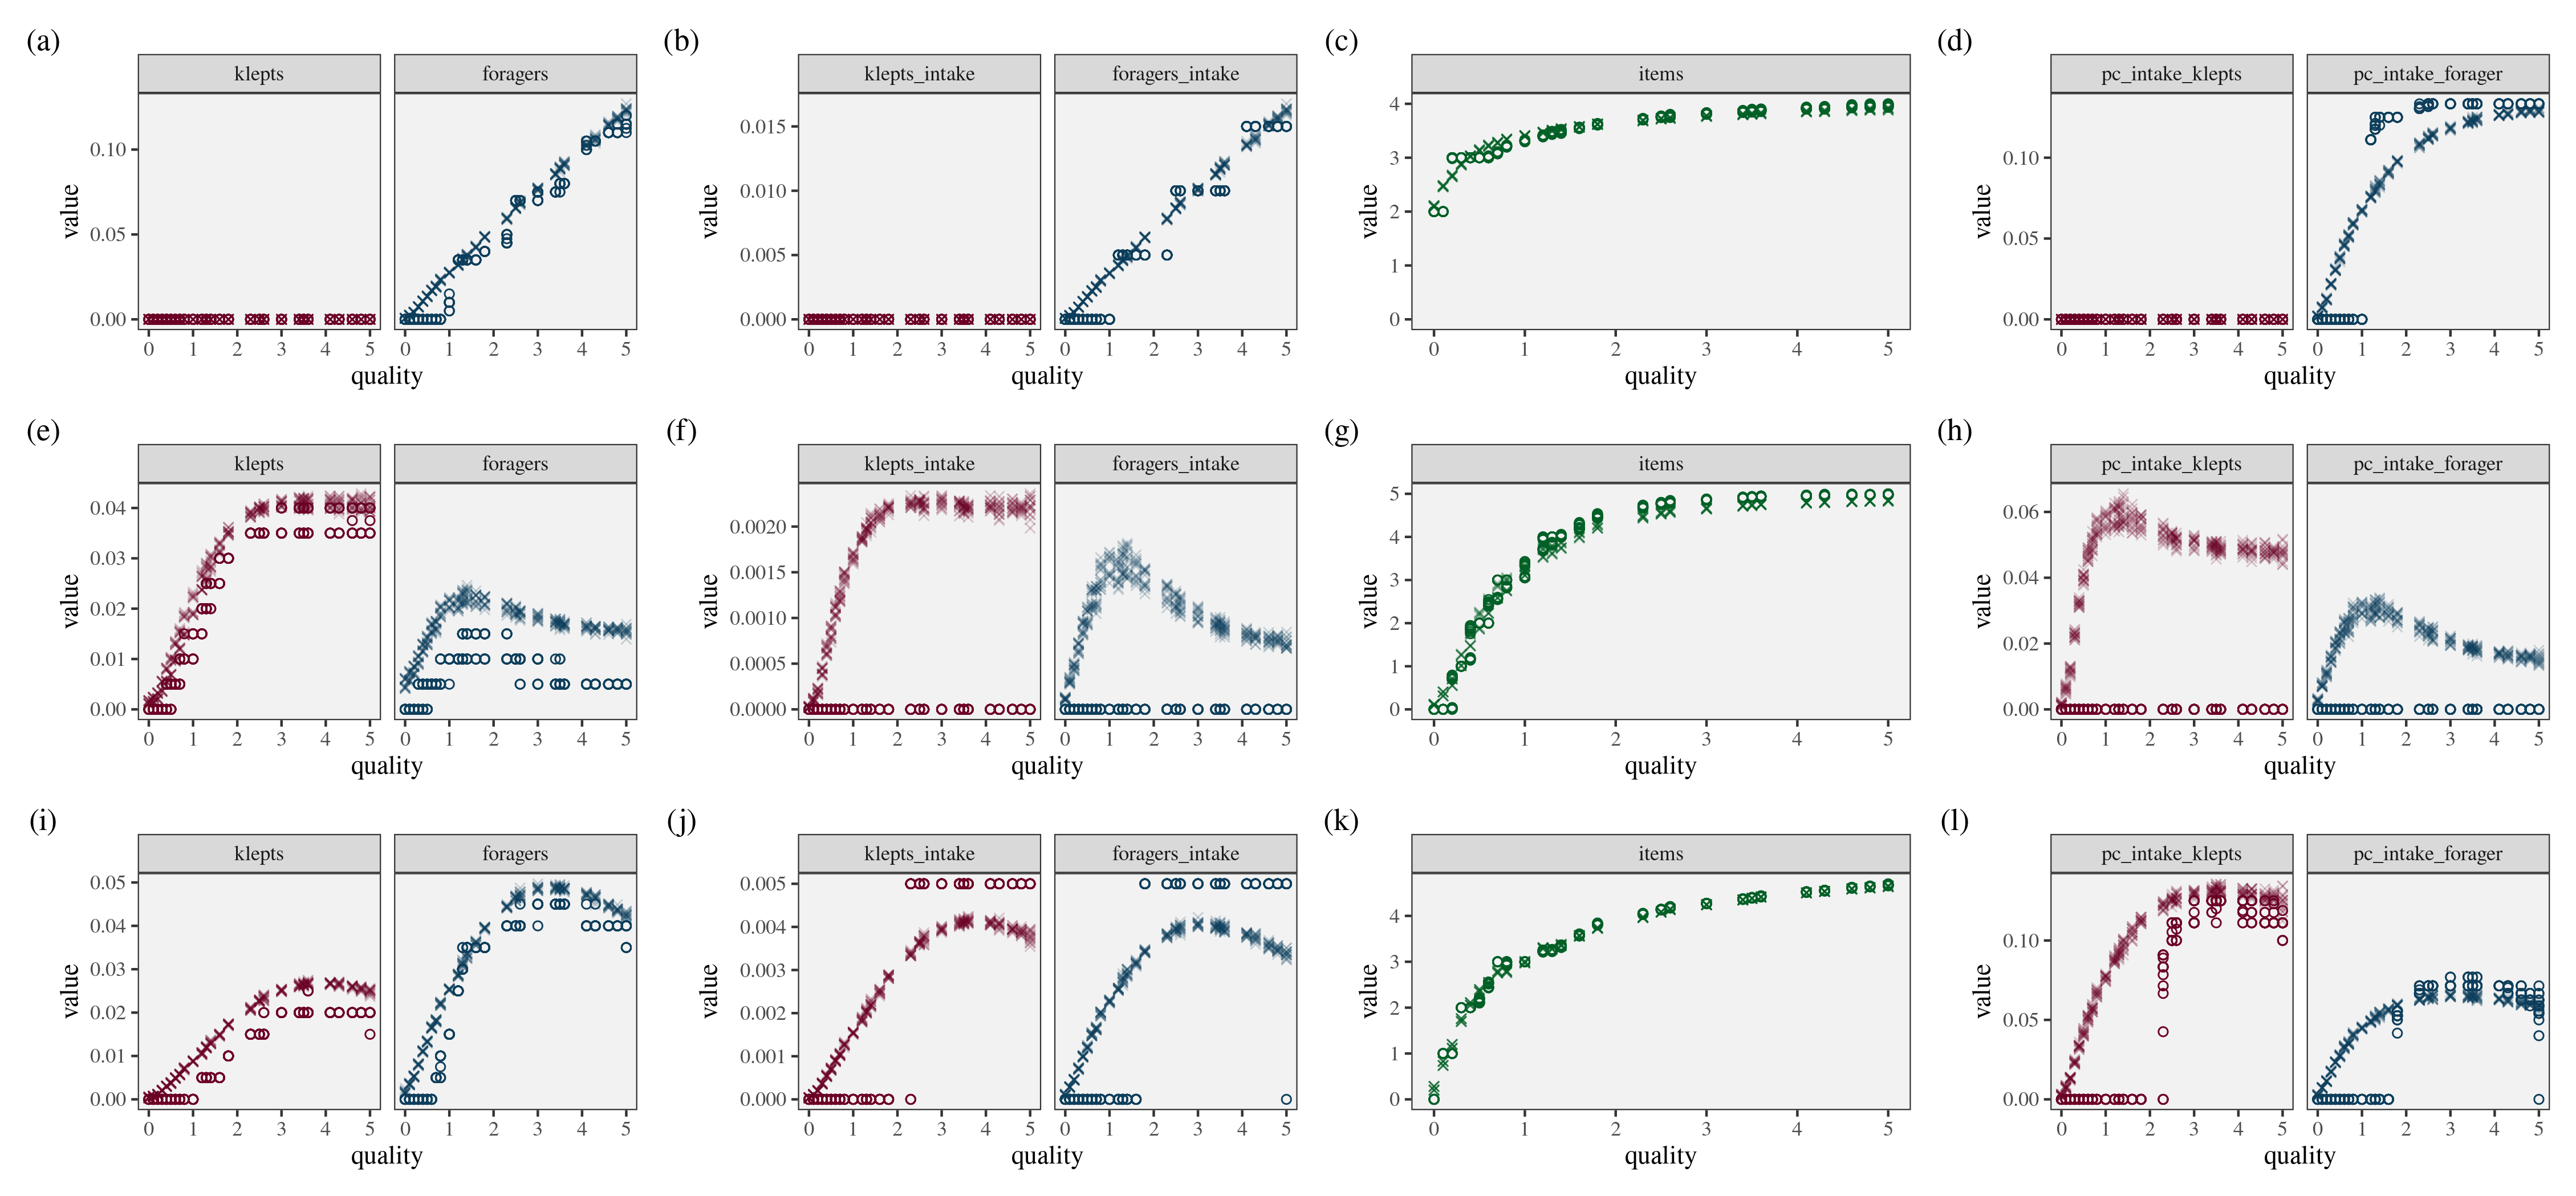 (a)
klepts foragers
value
0.10
0.05
0.00
0 1 2 3 4 5 0 1 2 3 4 5
quality
(b)
klepts_intake foragers_intake
value
0.015
0.010
0.005
0.000
0 1 2 3 4 5 0 1 2 3 4 5
quality
(c)
items
value
4
3
2
1
0
0 1 2 3 4 5
quality
(d)
pc_intake_klepts pc_intake_forager
value
0.10
0.05
0.00
0 1 2 3 4 5 0 1 2 3 4 5
quality
(e)
klepts foragers
value
0.04
0.03
0.02
0.01
0.00
0 1 2 3 4 5 0 1 2 3 4 5
quality
(f)
klepts_intake foragers_intake
value
0.0020
0.0015
0.0010
0.0005
0.0000
0 1 2 3 4 5 0 1 2 3 4 5
quality
(g)
items
value
5
4
3
2
1
0
0 1 2 3 4 5
quality
(h)
pc_intake_klepts pc_intake_forager
value
0.06
0.04
0.02
0.00
0 1 2 3 4 5 0 1 2 3 4 5
quality
(i)
klepts foragers
value
0.05
0.04
0.03
0.02
0.01
0.00
0 1 2 3 4 5 0 1 2 3 4 5
quality
(j)
klepts_intake foragers_intake
value
0.005
0.004
0.003
0.002
0.001
0.000
0 1 2 3 4 5 0 1 2 3 4 5
quality
(k)
items
value
4
3
2
1
0
0 1 2 3 4 5
quality
(l)
pc_intake_klepts pc_intake_forager
value
0.10
0.05
0.00
0 1 2 3 4 5 0 1 2 3 4 5
quality